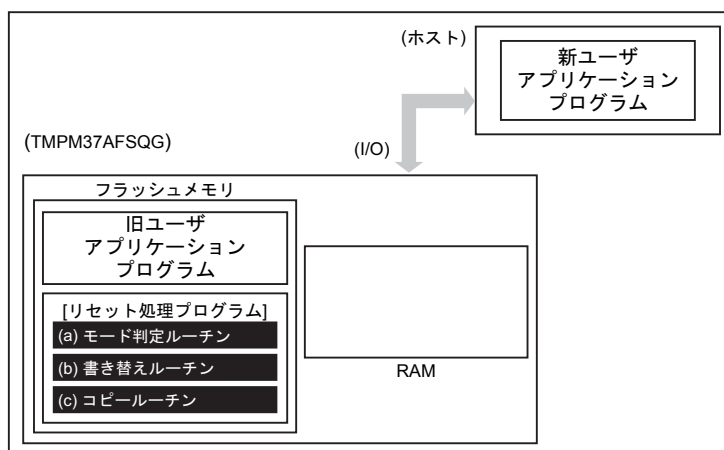 (ホスト)
新ユーザ
アプリケーション
プログラム
(TMPM37AFSQG)
(I/O)
フラッシュメモリ
旧ユーザ
アプリケーション
プログラム
[リセット処理プログラム]
(a) モード判定ルーチン
(b) 書き替えルーチン
(c) コピールーチン
RAM